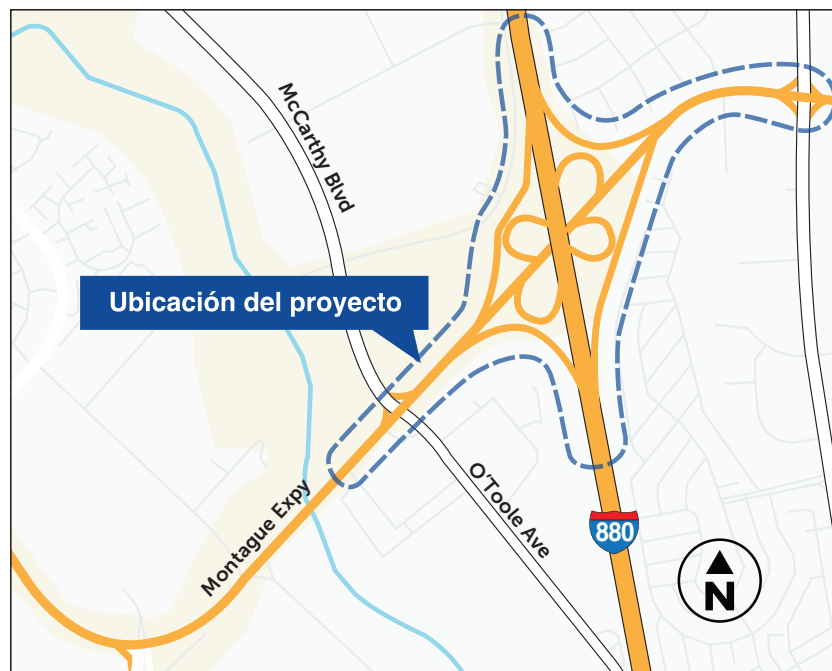 McCarthy Blvd
Ubicación del proyecto
Montague Expy
O'Toole Ave
880
N